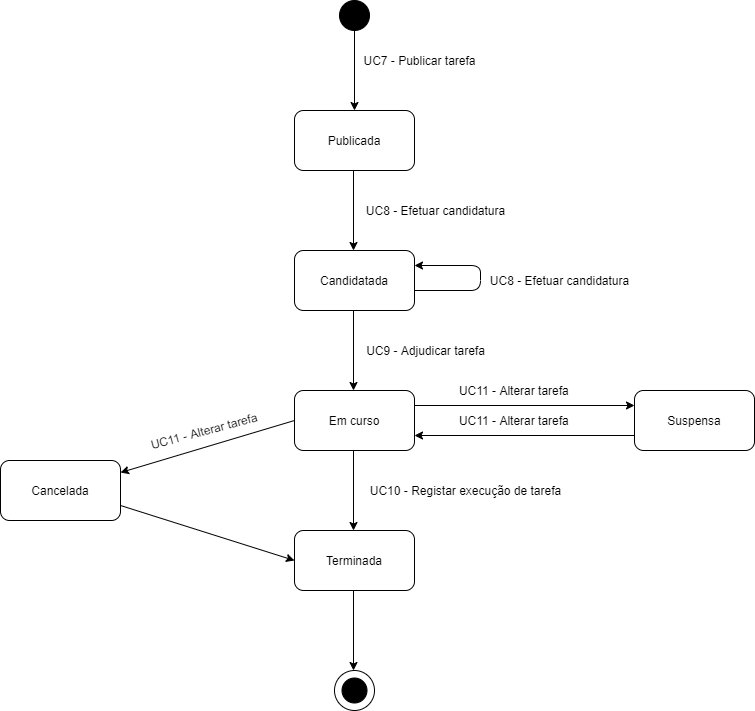 UC7 - Publicar tarefa
Publicada
UC8 - Efetuar candidatura
Candidatada
UC8 - Efetuar candidatura
UC9 - Adjudicar tarefa
UC11 - Alterar tarefa
Em curso
Suspensa
UC11 - Alterar tarefa
UC11 - Alterar tarefa
Cancelada
UC10 - Registar execução de tarefa
Terminada